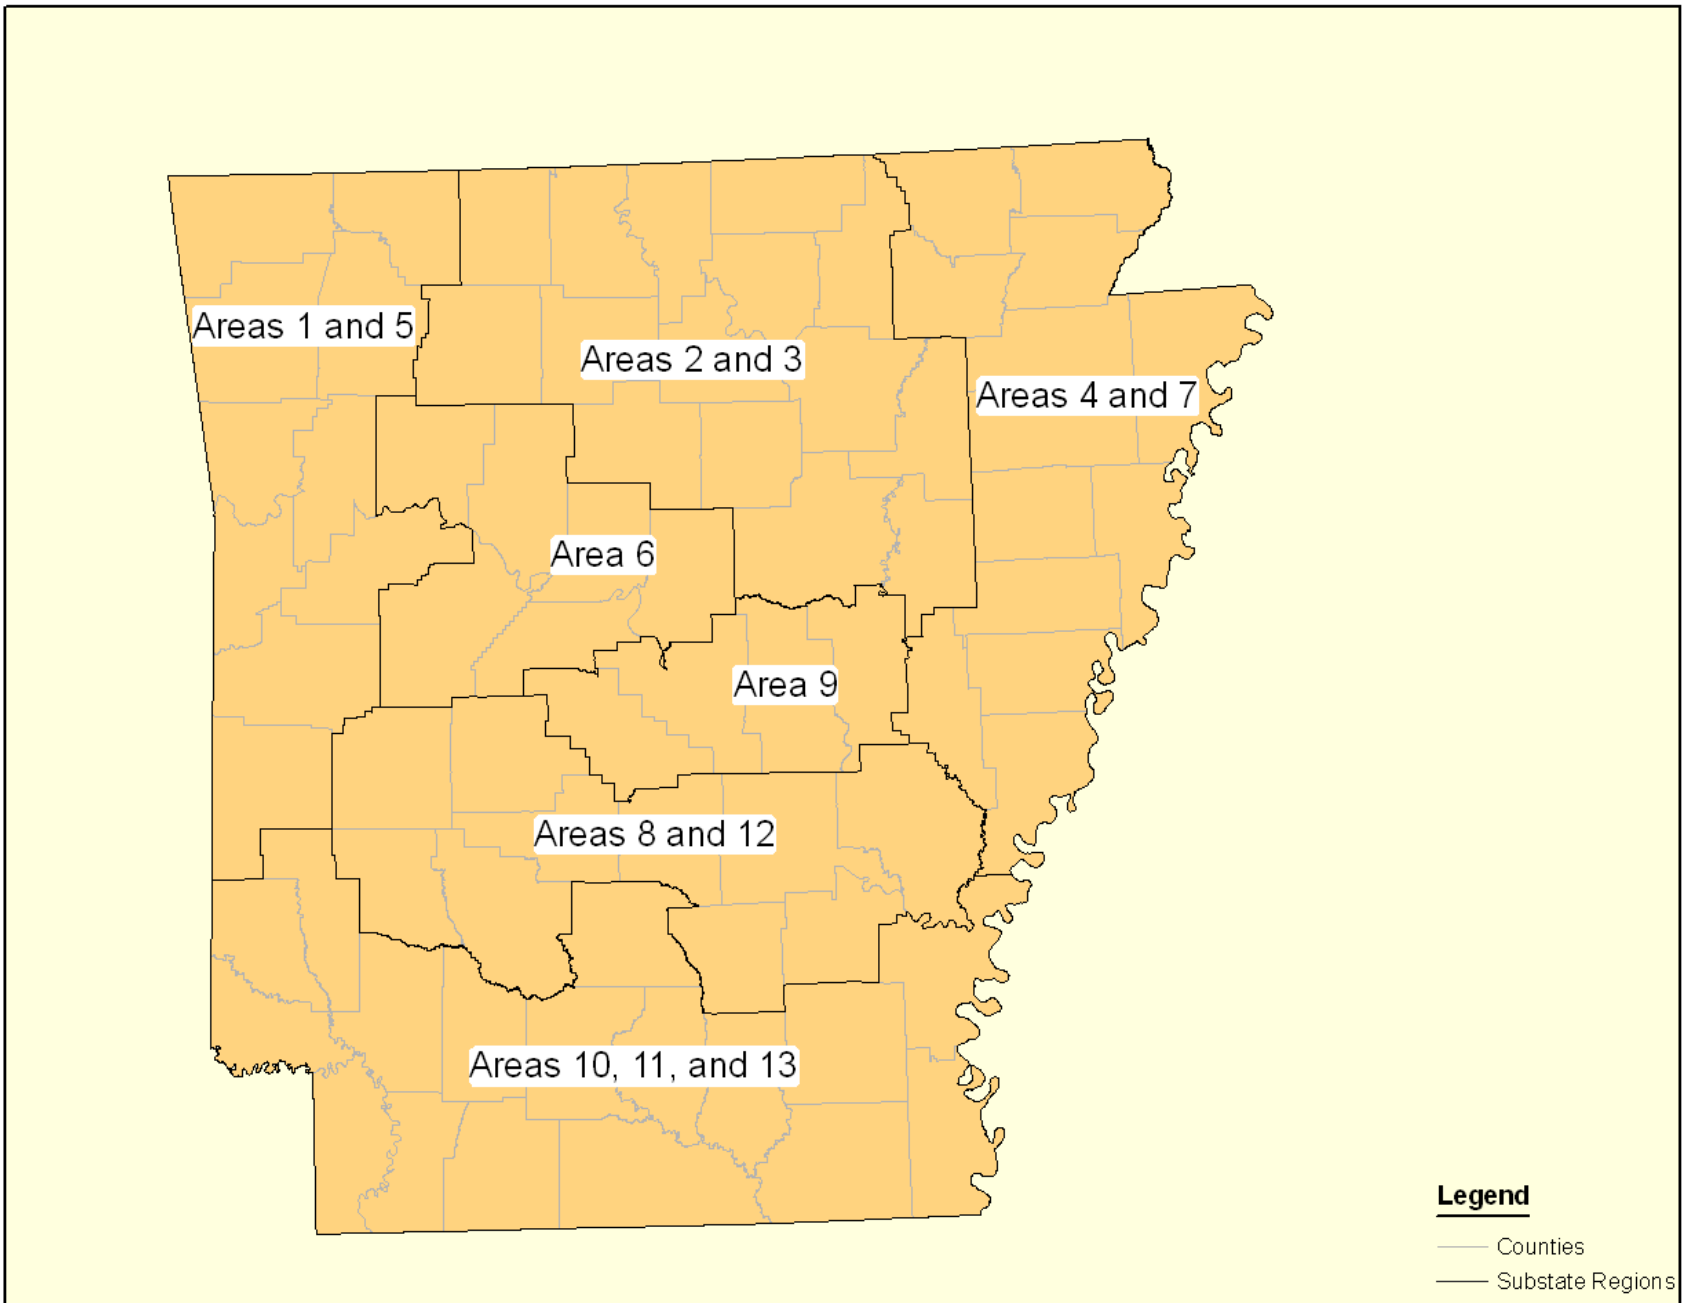 Areas 1 and 5
Areas 2 and 3
Areas 4 and 7
Area 6
Area 9
Areas 8 and 12
Areas 10, 11, and 13
Legend
Counties
Substate Regions